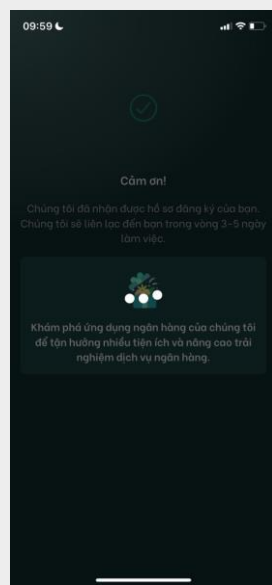 09:59
Cảm ơn!
Chúng tôi đã nhận được hồ sơ đăng ký của bạn.
Chúng tôi sẽ liên lạc đến bạn trong vòng 3-5 ngày
làm việc.
Khám phá ứng dụng ngân hàng của chúng tôi
để tận hưởng nhiều tiện ích và nâng cao trải
nghiệm dịch vụ ngân hàng.